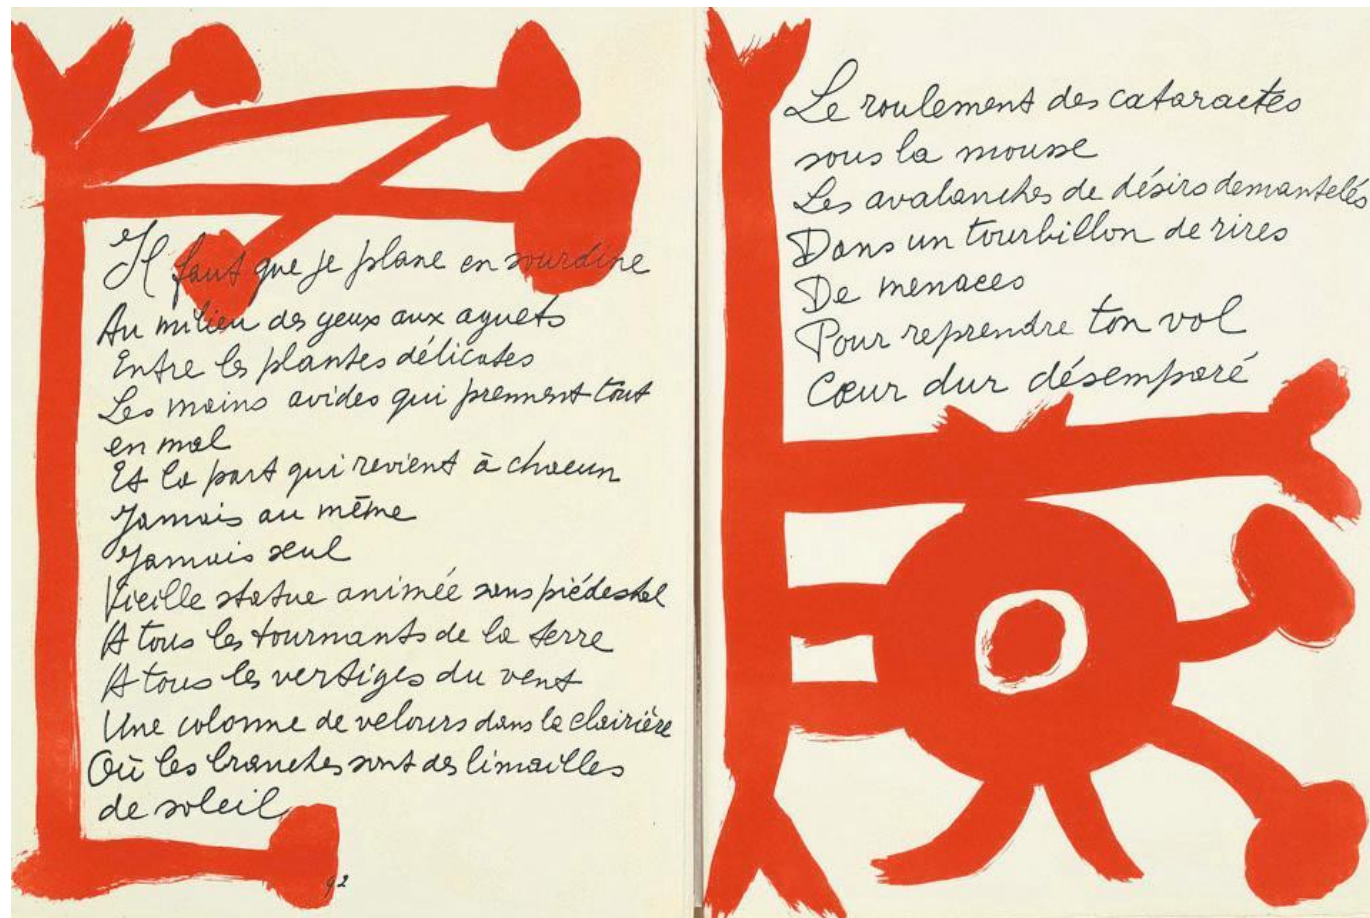 Il faut que je plane en sourdine
Au milieu des yeux aux aguets
Entre les plantes délicates
Les mains avides qui prennent tout
en mal
Et la part qui revient à chacun
Jamais au même
Jamais seul
Vieille statue animée sans piédestal
A tous les tournants de la terre
A tous les vertiges du vent
Une colonne de velours dans la clairière
Où les branches sont des limailles
de soleil
92
Le roulement des cataractes
sous la mousse
Les avalanches de désirs demantelés
Dans un tourbillon de rires
De menaces
Pour reprendre ton vol
Cœur dur désemparé